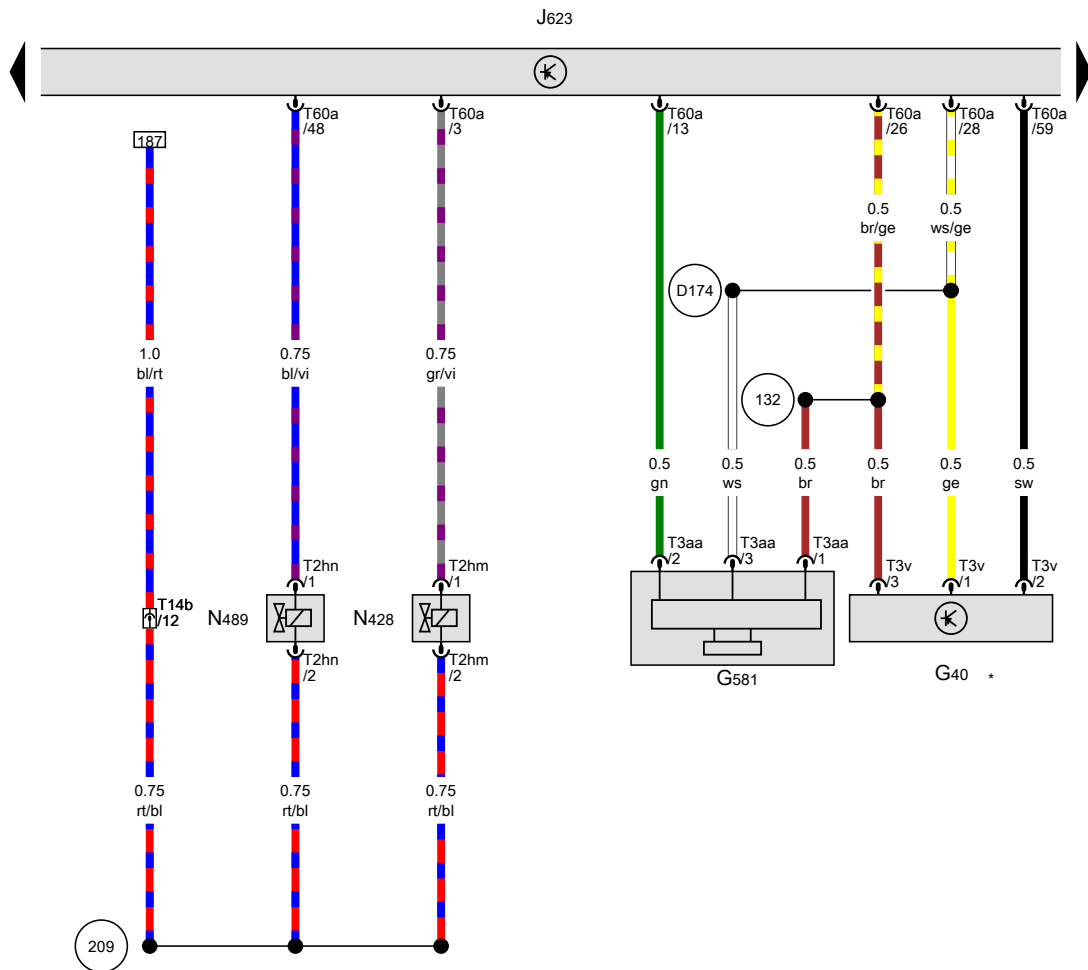 J623
T60a
/48
T60a
/3
T60a
/13
T60a
/26
T60a
/28
T60a
/59
187
0.5
br/ge
0.5
ws/ge
D174
1.0
bl/rt
0.75
bl/vi
0.75
gr/vi
132
0.5
gn
0.5
ws
0.5
br
0.5
br
0.5
ge
0.5
sw
T3aa
/2
T3aa
/3
T3aa
/1
T2hn
/1
T2hm
/1
T3v
/3
T3v
/1
T3v
/2
T14b
/12
N489
N428
T2hn
/2
T2hm
/2
G581
G40 *
0.75
rt/bl
0.75
rt/bl
0.75
rt/bl
209